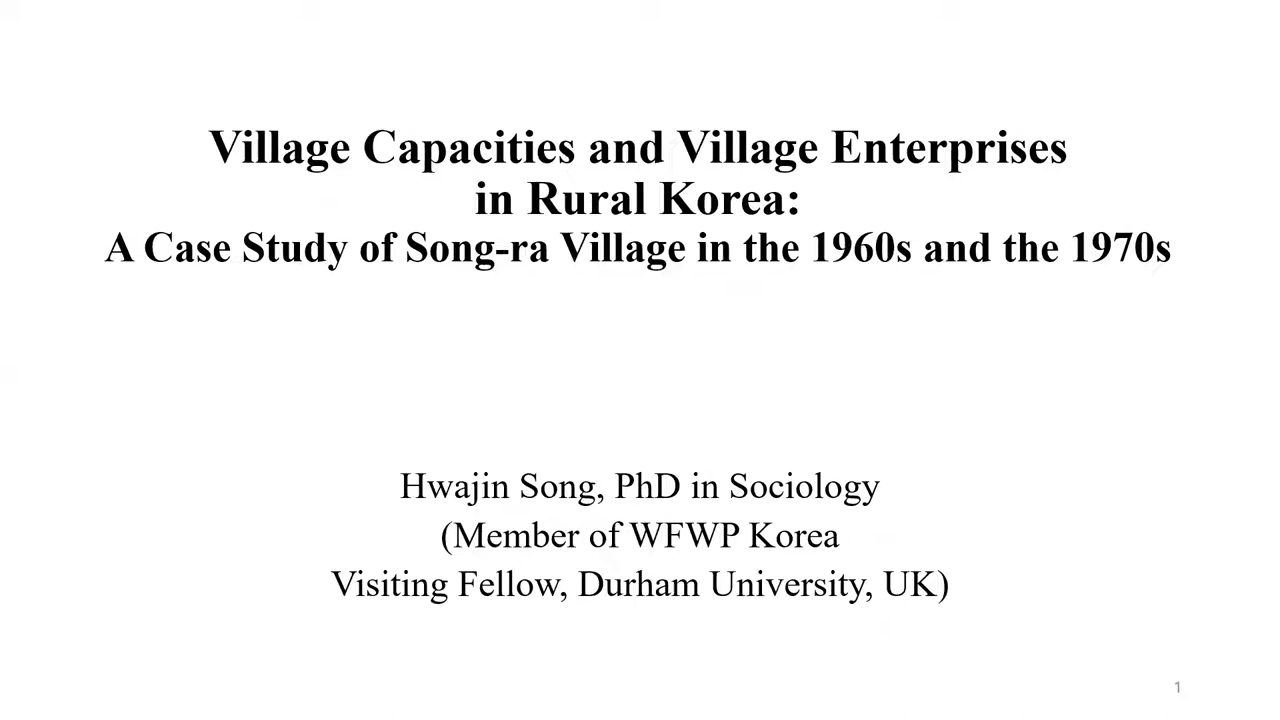 Village Capacities and Village Enterprises
in Rural Korea:
A Case Study of Song-ra Village in the 1960s and the 1970s
Hwajin Song, PhD in Sociology
(Member of WFWP Korea
Visiting Fellow, Durham University, UK)
1